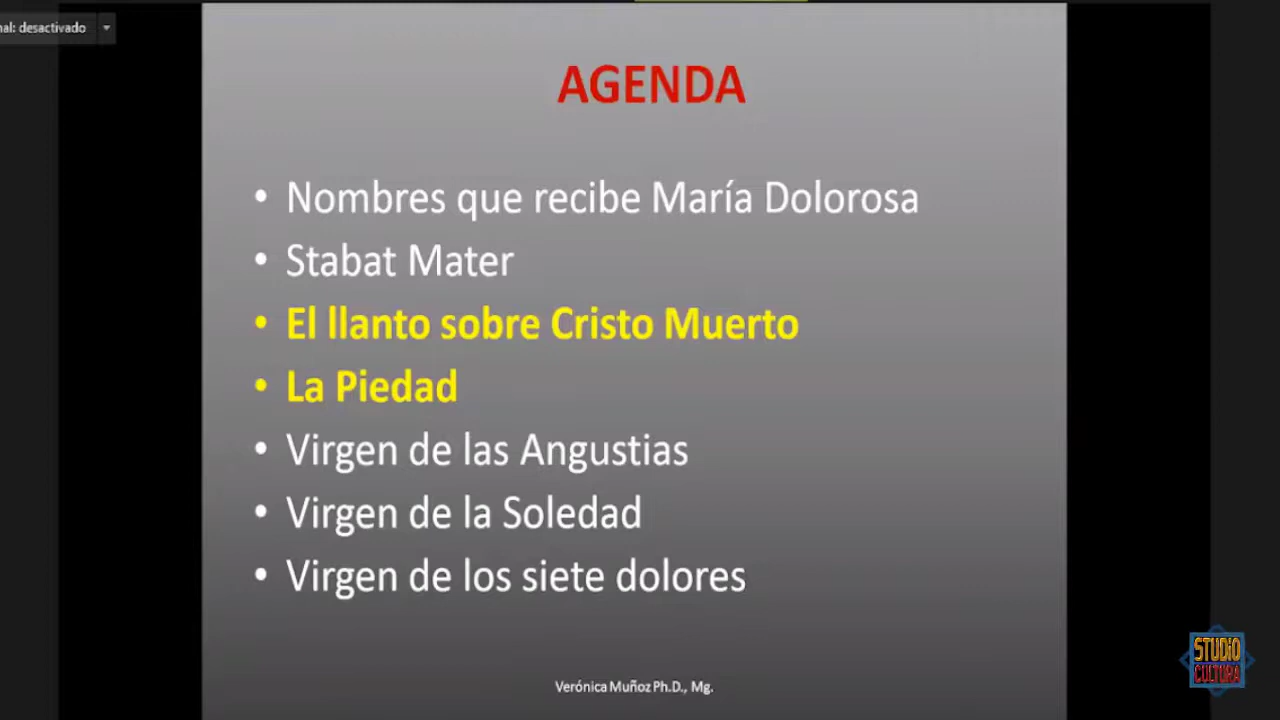 nal: desactivado
AGENDA
• Nombres que recibe María Dolorosa
• Stabat Mater
• El llanto sobre Cristo Muerto
• La Piedad
• Virgen de las Angustias
• Virgen de la Soledad
• Virgen de los siete dolores
Verónica Muñoz Ph.D., Mg.
STUDIO
CULTURA